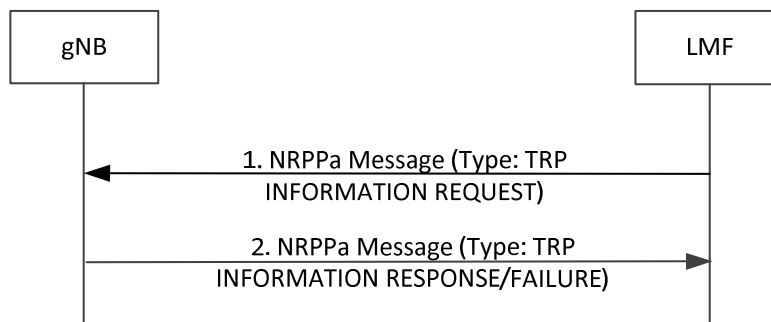 gNB
LMF
1. NRPPa Message (Type: TRP
INFORMATION REQUEST)
2. NRPPa Message (Type: TRP
INFORMATION RESPONSE/FAILURE)